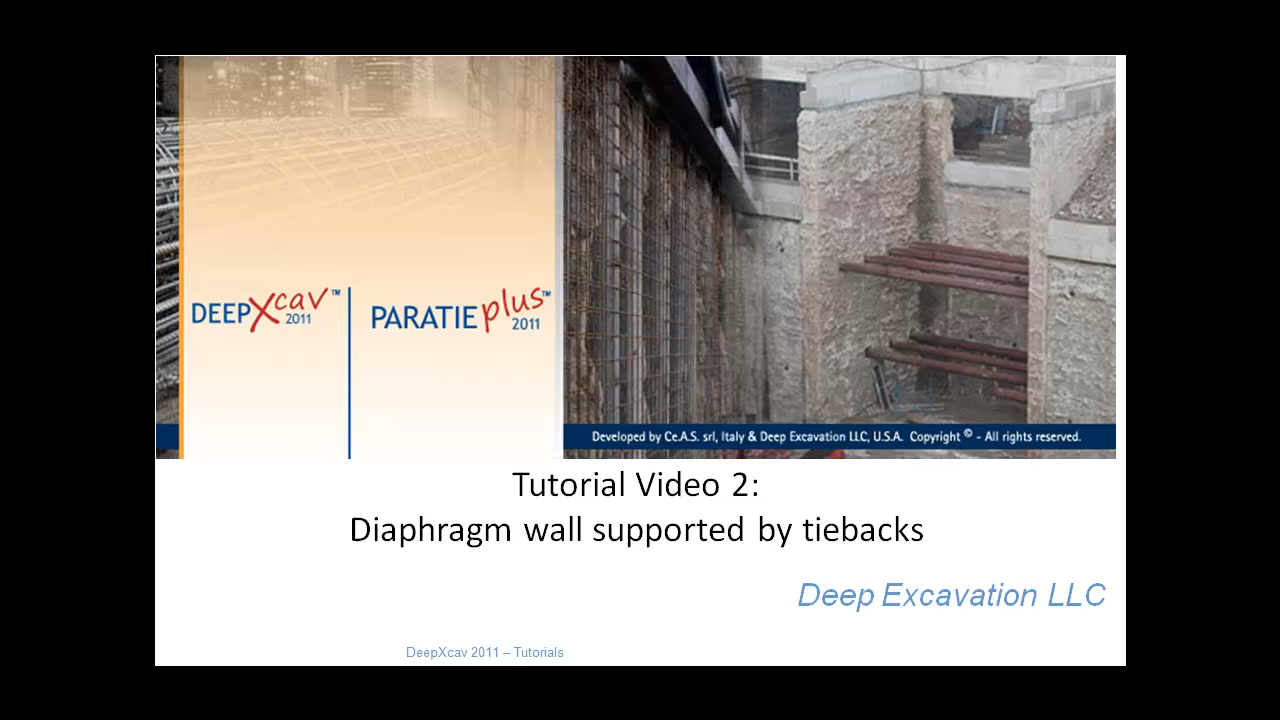 DEEPXcav™ 2011
PARATIEplus™ 2011
Developed by Ce.A.S. srl, Italy & Deep Excavation LLC, U.S.A. Copyright © - All rights reserved.
Tutorial Video 2:
Diaphragm wall supported by tiebacks
Deep Excavation LLC
DeepXcav 2011 – Tutorials